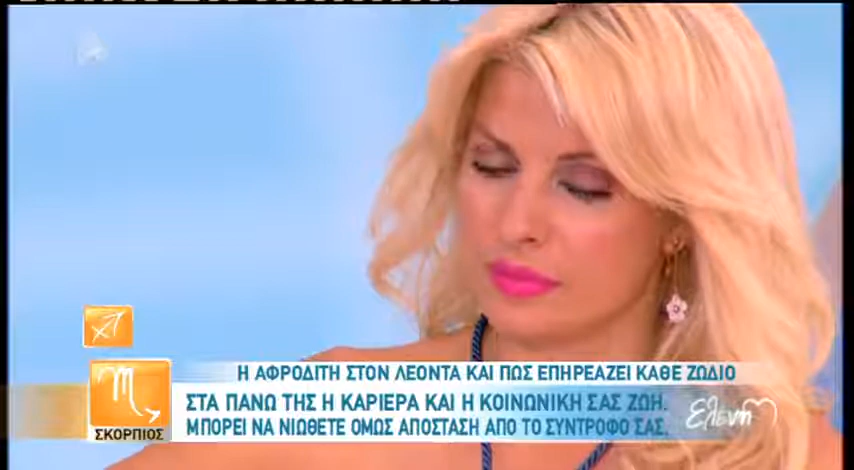 Η ΑΦΡΟΔΙΤΗ ΣΤΟΝ ΛΕΟΝΤΑ ΚΑΙ ΠΩΣ ΕΠΗΡΕΑΖΕΙ ΚΑΘΕ ΖΩΔΙΟ
ΣΤΑ ΠΑΝΩ ΤΗΣ Η ΚΑΡΙΕΡΑ ΚΑΙ Η ΚΟΙΝΩΝΙΚΗ ΣΑΣ ΖΩΗ.
ΜΠΟΡΕΙ ΝΑ ΝΙΩΘΕΤΕ ΟΜΩΣ ΑΠΟΣΤΑΣΗ ΑΠΟ ΤΟ ΣΥΝΤΡΟΦΟ ΣΑΣ.
ΣΚΟΡΠΙΟΣ
Ελένη